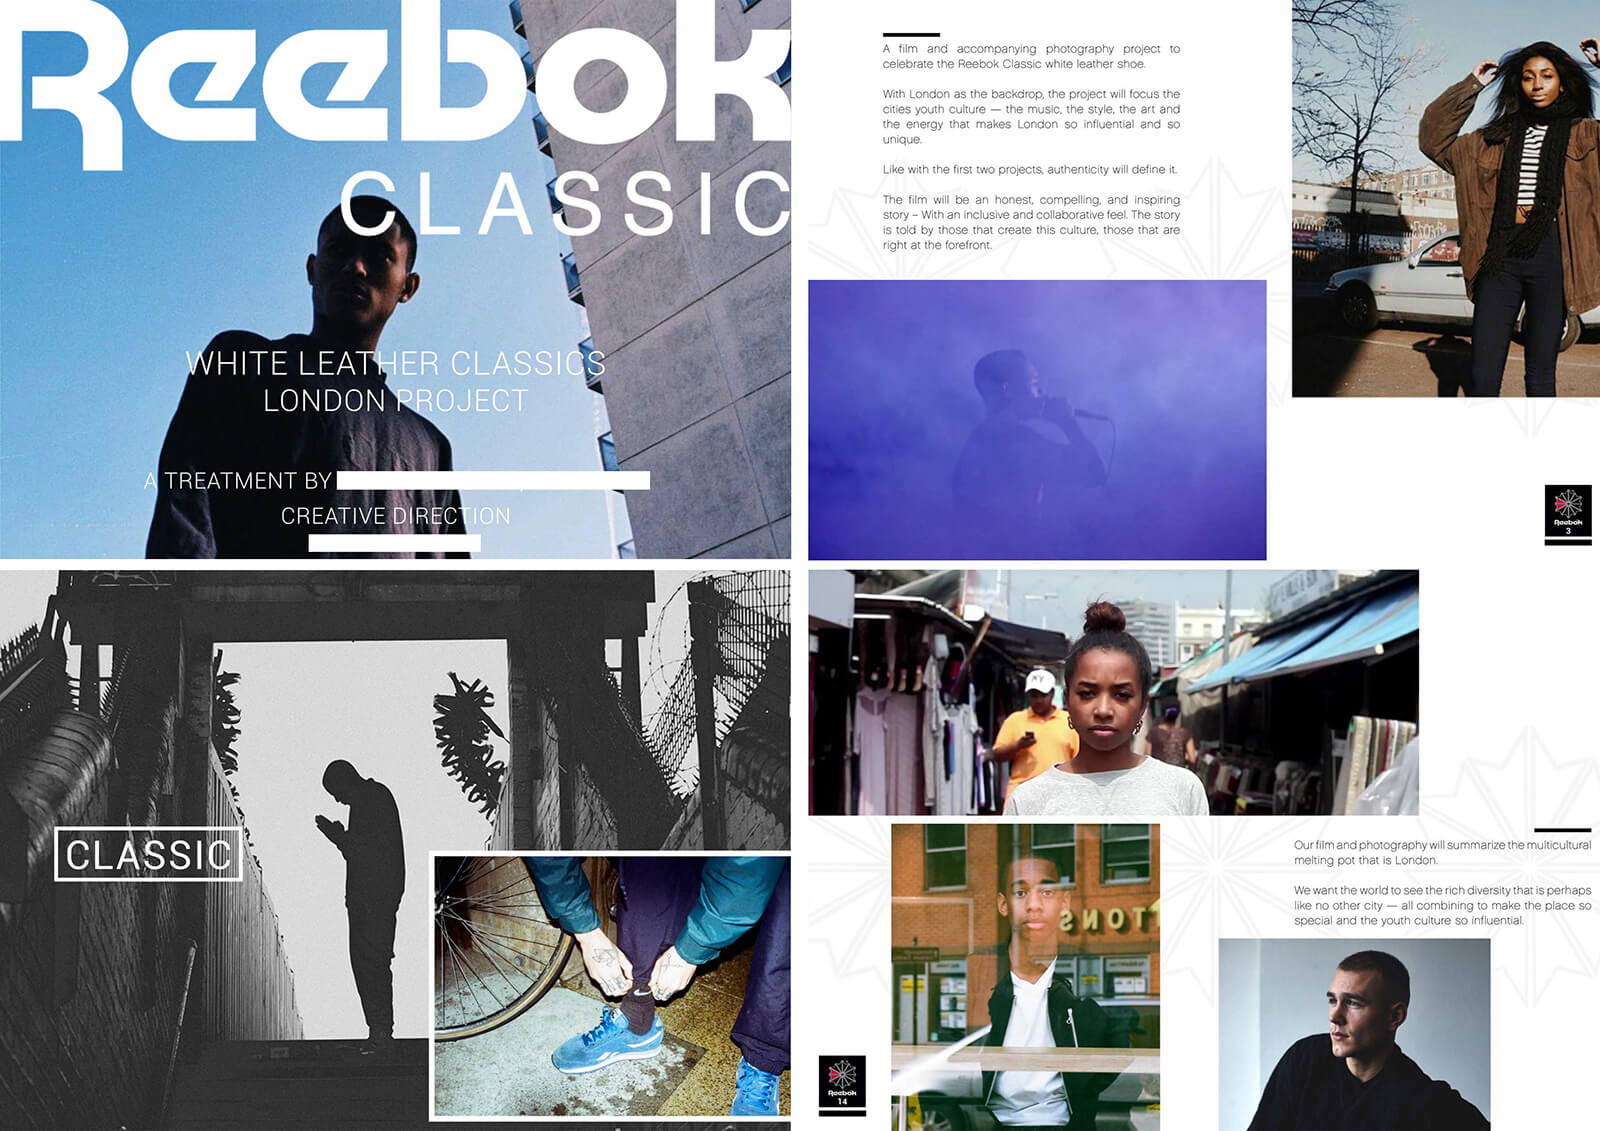 Reebok
CLASSIC
WHITE LEATHER CLASSICS
LONDON PROJECT
A TREATMENT BY
CREATIVE DIRECTION
A film and accompanying photography project to
celebrate the Reebok Classic white leather shoe.
With London as the backdrop, the project will focus the
cities youth culture — the music, the style, the art and
the energy that makes London so influential and so
unique.
Like with the first two projects, authenticity will define it.
The film will be an honest, compelling, and inspiring
story – With an inclusive and collaborative feel. The story
is told by those that create this culture, those that are
right at the forefront.
Reebok
3
CLASSIC
NY
TTONS
Our film and photography will summarize the multicultural
melting pot that is London.
We want the world to see the rich diversity that is perhaps
like no other city — all combining to make the place so
special and the youth culture so influential.
Reebok
14